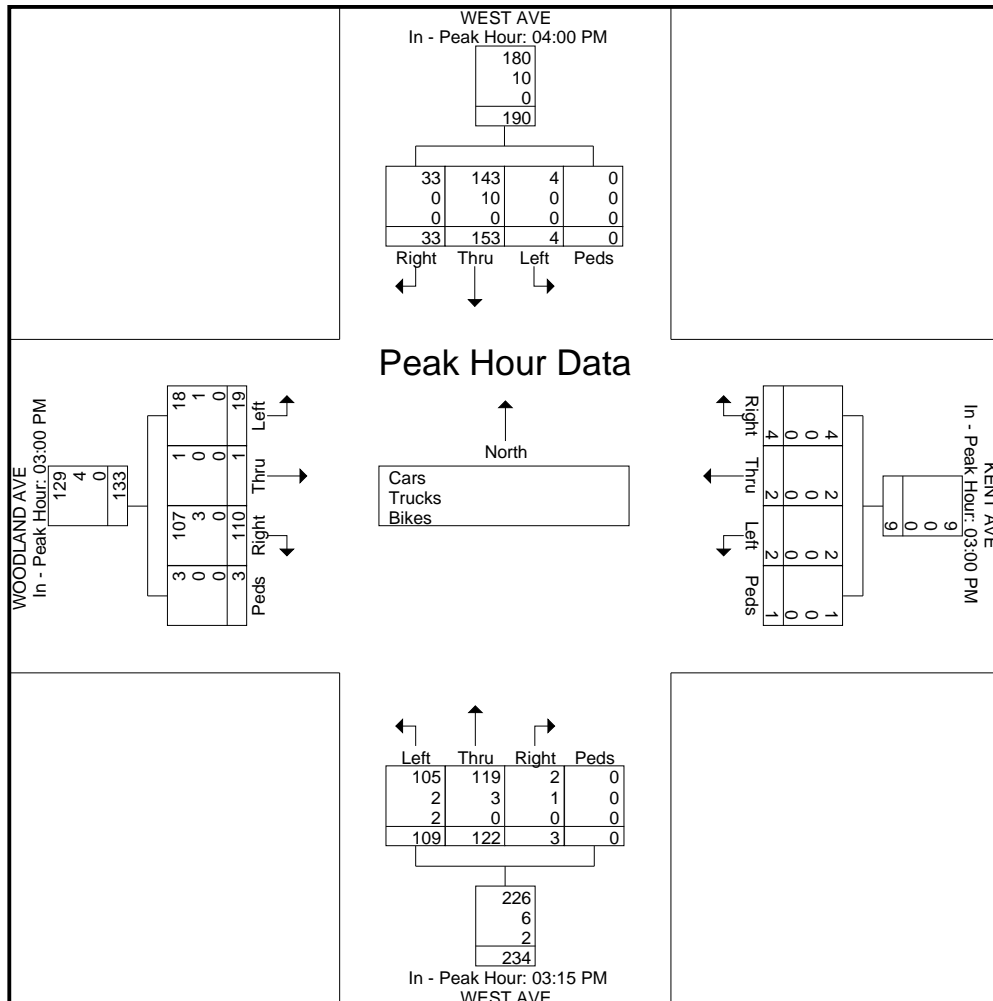 WEST AVE
In - Peak Hour: 04:00 PM
180
10
0
190
33 143 4 0
0 10 0 0
0 0 0 0
33 153 4 0
Right Thru Left Peds
Peak Hour Data
North
Cars
Trucks
Bikes
WOODLAND AVE
In - Peak Hour: 03:00 PM
129
4
0
133
18 1 0 19
Left
1 0 0 1
Thru
107 3 0 110
Right
3 0 0 3
Peds
KENT AVE
In - Peak Hour: 03:00 PM
9
0
0
9
Right
4 0 0 4
Thru
2 0 0 2
Left
2 0 0 2
Peds
1 0 0 1
Left Thru Right Peds
105 119 2 0
2 3 1 0
2 0 0 0
109 122 3 0
226
6
2
234
In - Peak Hour: 03:15 PM
WEST AVE